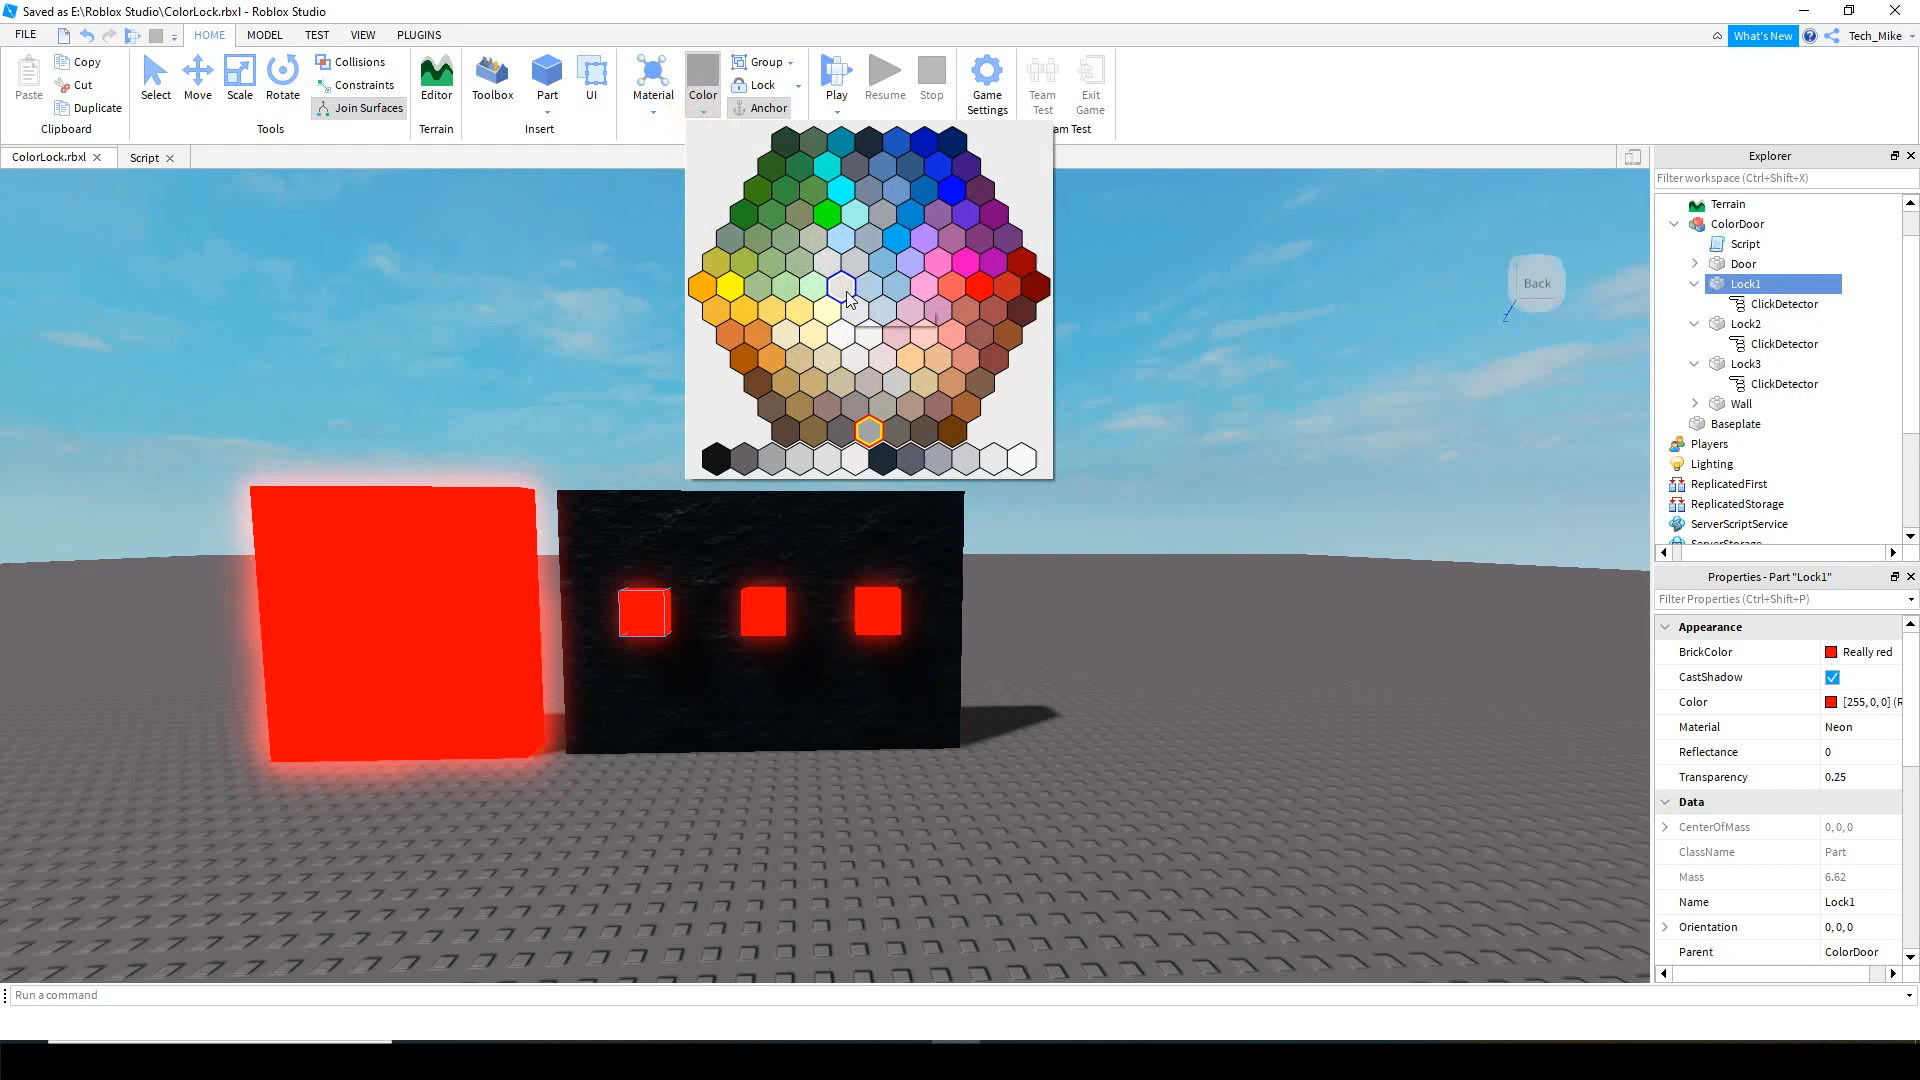 Saved as E:\Roblox Studio\ColorLock.rbxl - Roblox Studio
FILE HOME MODEL TEST VIEW PLUGINS What's New Tech_Mike
Paste
Copy
Cut
Duplicate
Clipboard
Select Move Scale Rotate
Collisions
Constraints
Join Surfaces
Tools
Editor
Terrain
Toolbox Part UI
Insert
Material Color
Group
Lock
Anchor
Play Resume Stop
Game Settings
Team Test
Exit Game
am Test
ColorLock.rbxl Script
Back
Z
Explorer
Filter workspace (Ctrl+Shift+X)
Terrain
ColorDoor
Script
Door
Lock1
ClickDetector
Lock2
ClickDetector
Lock3
ClickDetector
Wall
Baseplate
Players
Lighting
ReplicatedFirst
ReplicatedStorage
ServerScriptService
ServerStorage
Properties - Part "Lock1"
Filter Properties (Ctrl+Shift+P)
Appearance
BrickColor Really red
CastShadow
Color [255, 0, 0] (R
Material Neon
Reflectance 0
Transparency 0.25
Data
CenterOfMass 0, 0, 0
ClassName Part
Mass 6.62
Name Lock1
Orientation 0, 0, 0
Parent ColorDoor
Run a command